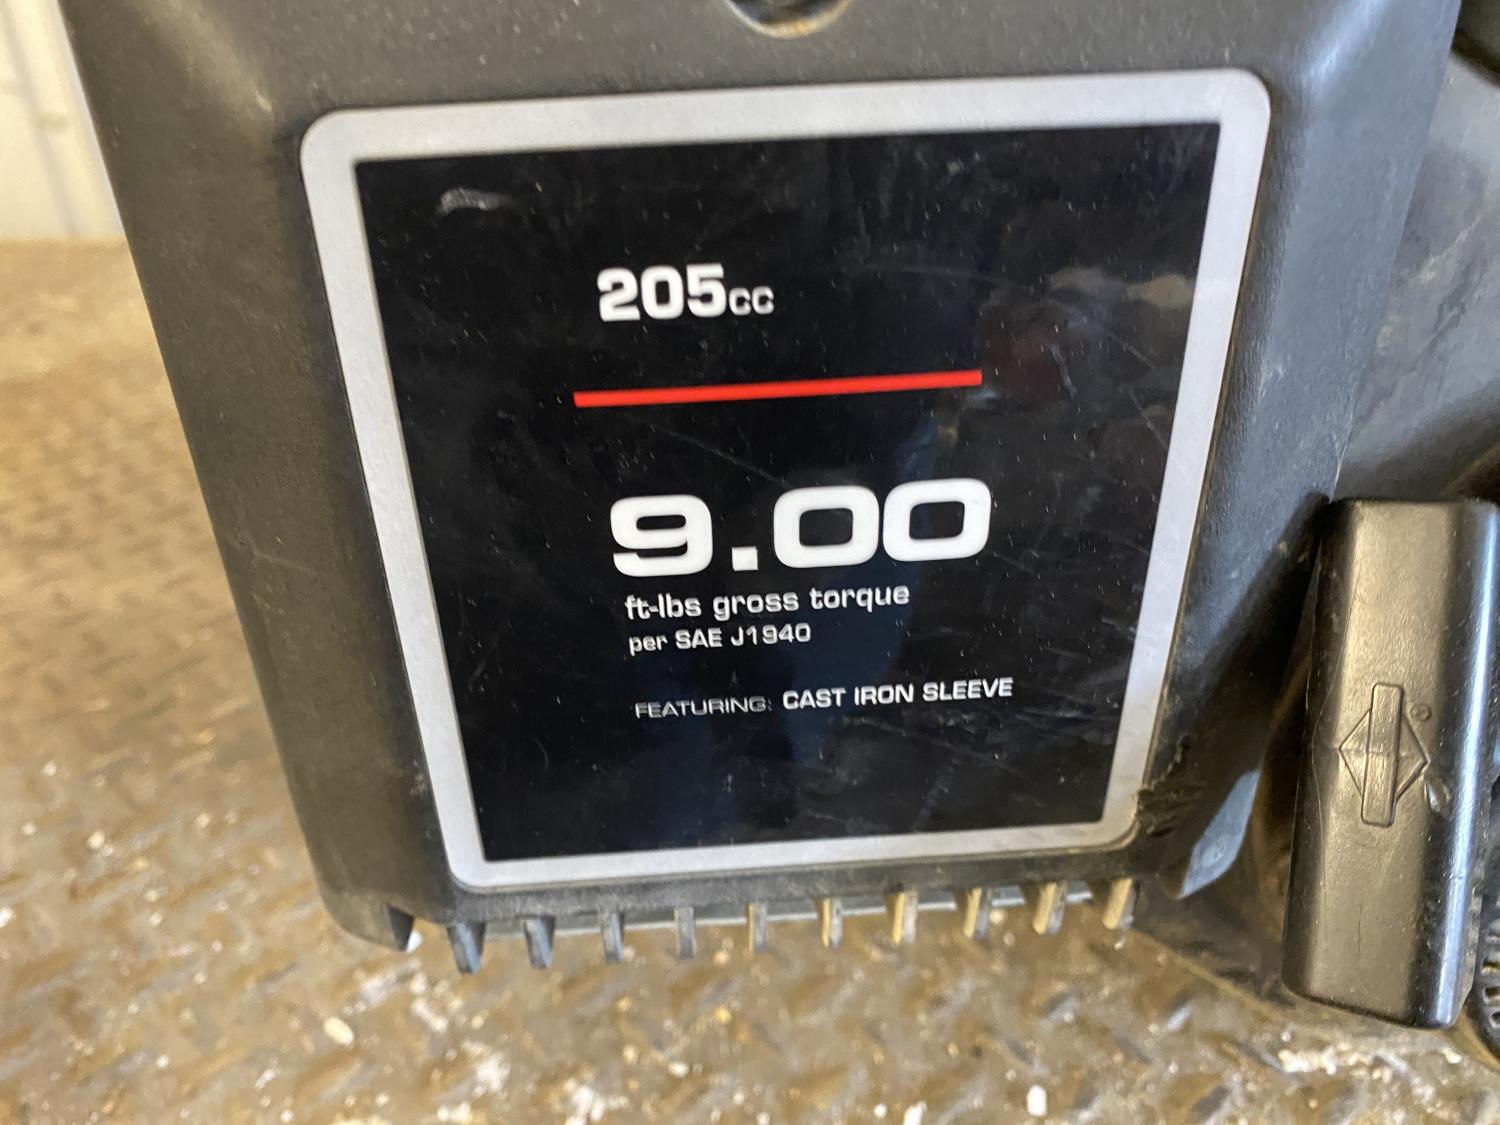 205cc
9.00
ft-lbs gross torque
per SAE J1940
FEATURING: CAST IRON SLEEVE